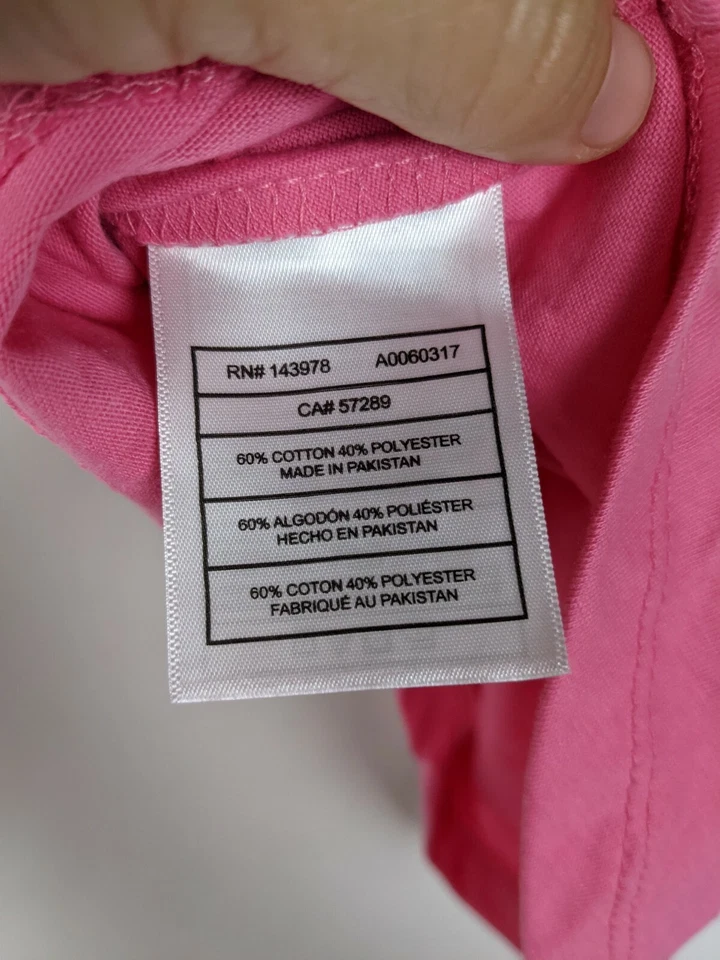 RN# 143978 A0060317
CA# 57289
60% COTTON 40% POLYESTER
MADE IN PAKISTAN
60% ALGODÓN 40% POLIÉSTER
HECHO EN PAKISTAN
60% COTON 40% POLYESTER
FABRIQUÉ AU PAKISTAN